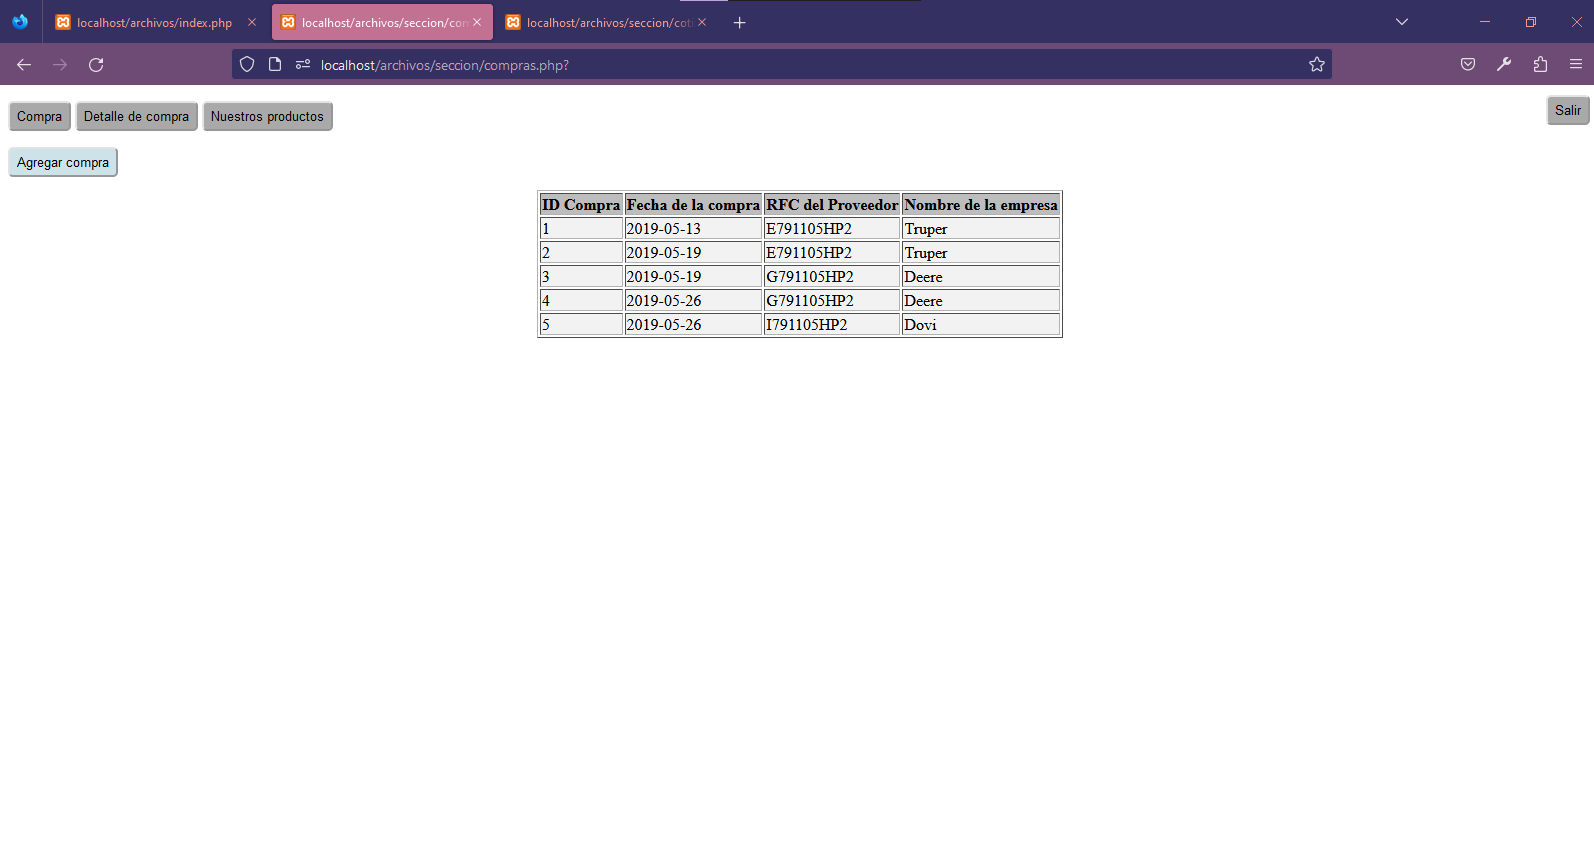 localhost/archivos/index.php
localhost/archivos/seccion/com
localhost/archivos/seccion/coti
localhost/archivos/seccion/compras.php?
Compra Detalle de compra Nuestros productos Salir
Agregar compra
ID Compra Fecha de la compra RFC del Proveedor Nombre de la empresa
1 2019-05-13 E791105HP2 Truper
2 2019-05-19 E791105HP2 Truper
3 2019-05-19 G791105HP2 Deere
4 2019-05-26 G791105HP2 Deere
5 2019-05-26 I791105HP2 Dovi